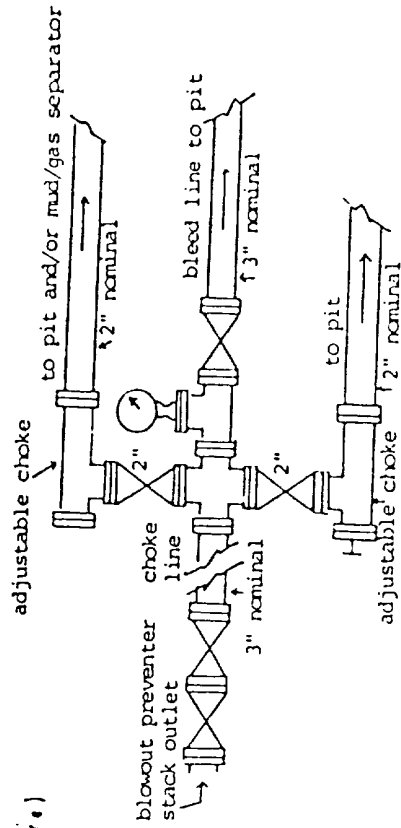 adjustable choke
to pit and/or mud/gas separator
2" nominal
2"
bleed line to pit
3" nominal
choke
line
blowout preventer
stack outlet
3" nominal
2"
to pit
2" nominal
adjustable choke